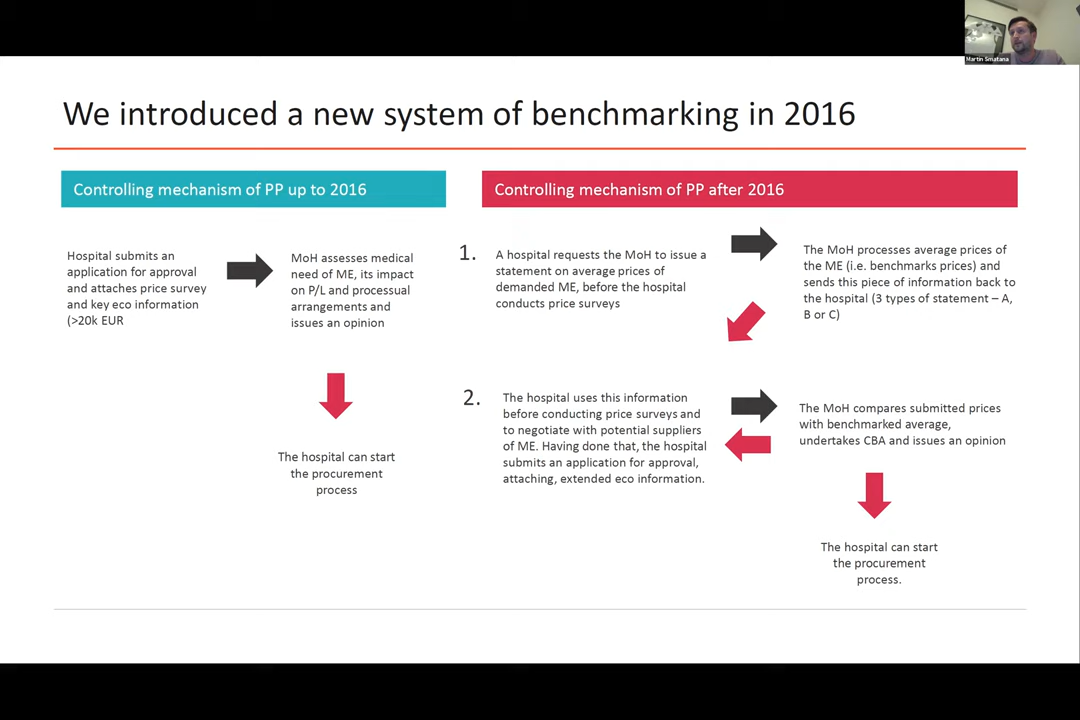 Martin Smatana
We introduced a new system of benchmarking in 2016
Controlling mechanism of PP up to 2016
Hospital submits an
application for approval
and attaches price survey
and key eco information
(>20k EUR
MoH assesses medical
need of ME, its impact
on P/L and processual
arrangements and
issues an opinion
The hospital can start
the procurement
process
Controlling mechanism of PP after 2016
1.
A hospital requests the MoH to issue a
statement on average prices of
demanded ME, before the hospital
conducts price surveys
The MoH processes average prices of
the ME (i.e. benchmarks prices) and
sends this piece of information back to
the hospital (3 types of statement – A,
B or C)
2.
The hospital uses this information
before conducting price surveys and
to negotiate with potential suppliers
of ME. Having done that, the hospital
submits an application for approval,
attaching, extended eco information.
The MoH compares submitted prices
with benchmarked average,
undertakes CBA and issues an opinion
The hospital can start
the procurement
process.